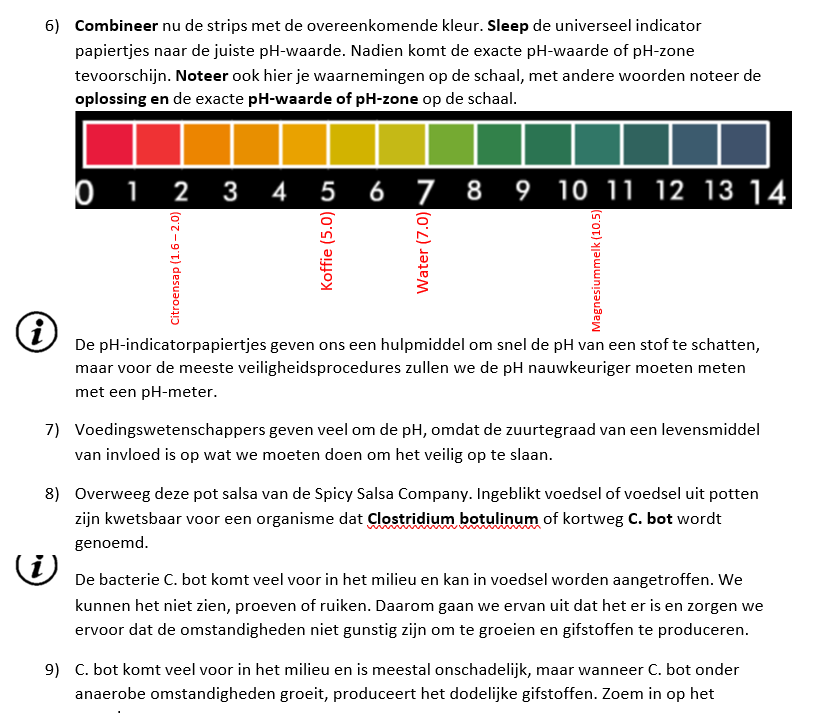 6) Combineer nu de strips met de overeenkomende kleur. Sleep de universeel indicator
papiertjes naar de juiste pH-waarde. Nadien komt de exacte pH-waarde of pH-zone
tevoorschijn. Noteer ook hier je waarnemingen op de schaal, met andere woorden noteer de
oplossing en de exacte pH-waarde of pH-zone op de schaal.
0 1 2 3 4 5 6 7 8 9 10 11 12 13 14
Citroensap (1.6 – 2.0)
Koffie (5.0)
Water (7.0)
Magnesiummelk (10.5)
i
De pH-indicatorpapiertjes geven ons een hulpmiddel om snel de pH van een stof te schatten,
maar voor de meeste veiligheidsprocedures zullen we de pH nauwkeuriger moeten meten
met een pH-meter.
7) Voedingswetenschappers geven veel om de pH, omdat de zuurtegraad van een levensmiddel
van invloed is op wat we moeten doen om het veilig op te slaan.
8) Overweeg deze pot salsa van de Spicy Salsa Company. Ingeblikt voedsel of voedsel uit potten
zijn kwetsbaar voor een organisme dat Clostridium botulinum of kortweg C. bot wordt
genoemd.
i
De bacterie C. bot komt veel voor in het milieu en kan in voedsel worden aangetroffen. We
kunnen het niet zien, proeven of ruiken. Daarom gaan we ervan uit dat het er is en zorgen we
ervoor dat de omstandigheden niet gunstig zijn om te groeien en gifstoffen te produceren.
9) C. bot komt veel voor in het milieu en is meestal onschadelijk, maar wanneer C. bot onder
anaerobe omstandigheden groeit, produceert het dodelijke gifstoffen. Zoom in op het